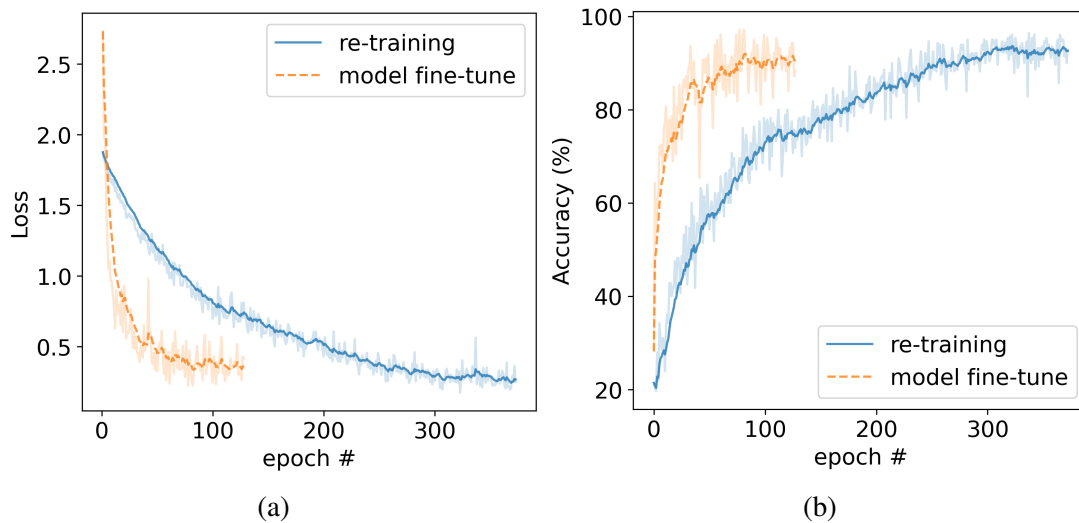 2.5
2.0
1.5
1.0
0.5
Loss
0 100 200 300
epoch #
re-training
model fine-tune
(a)
100
80
60
40
20
Accuracy (%)
0 100 200 300
epoch #
re-training
model fine-tune
(b)